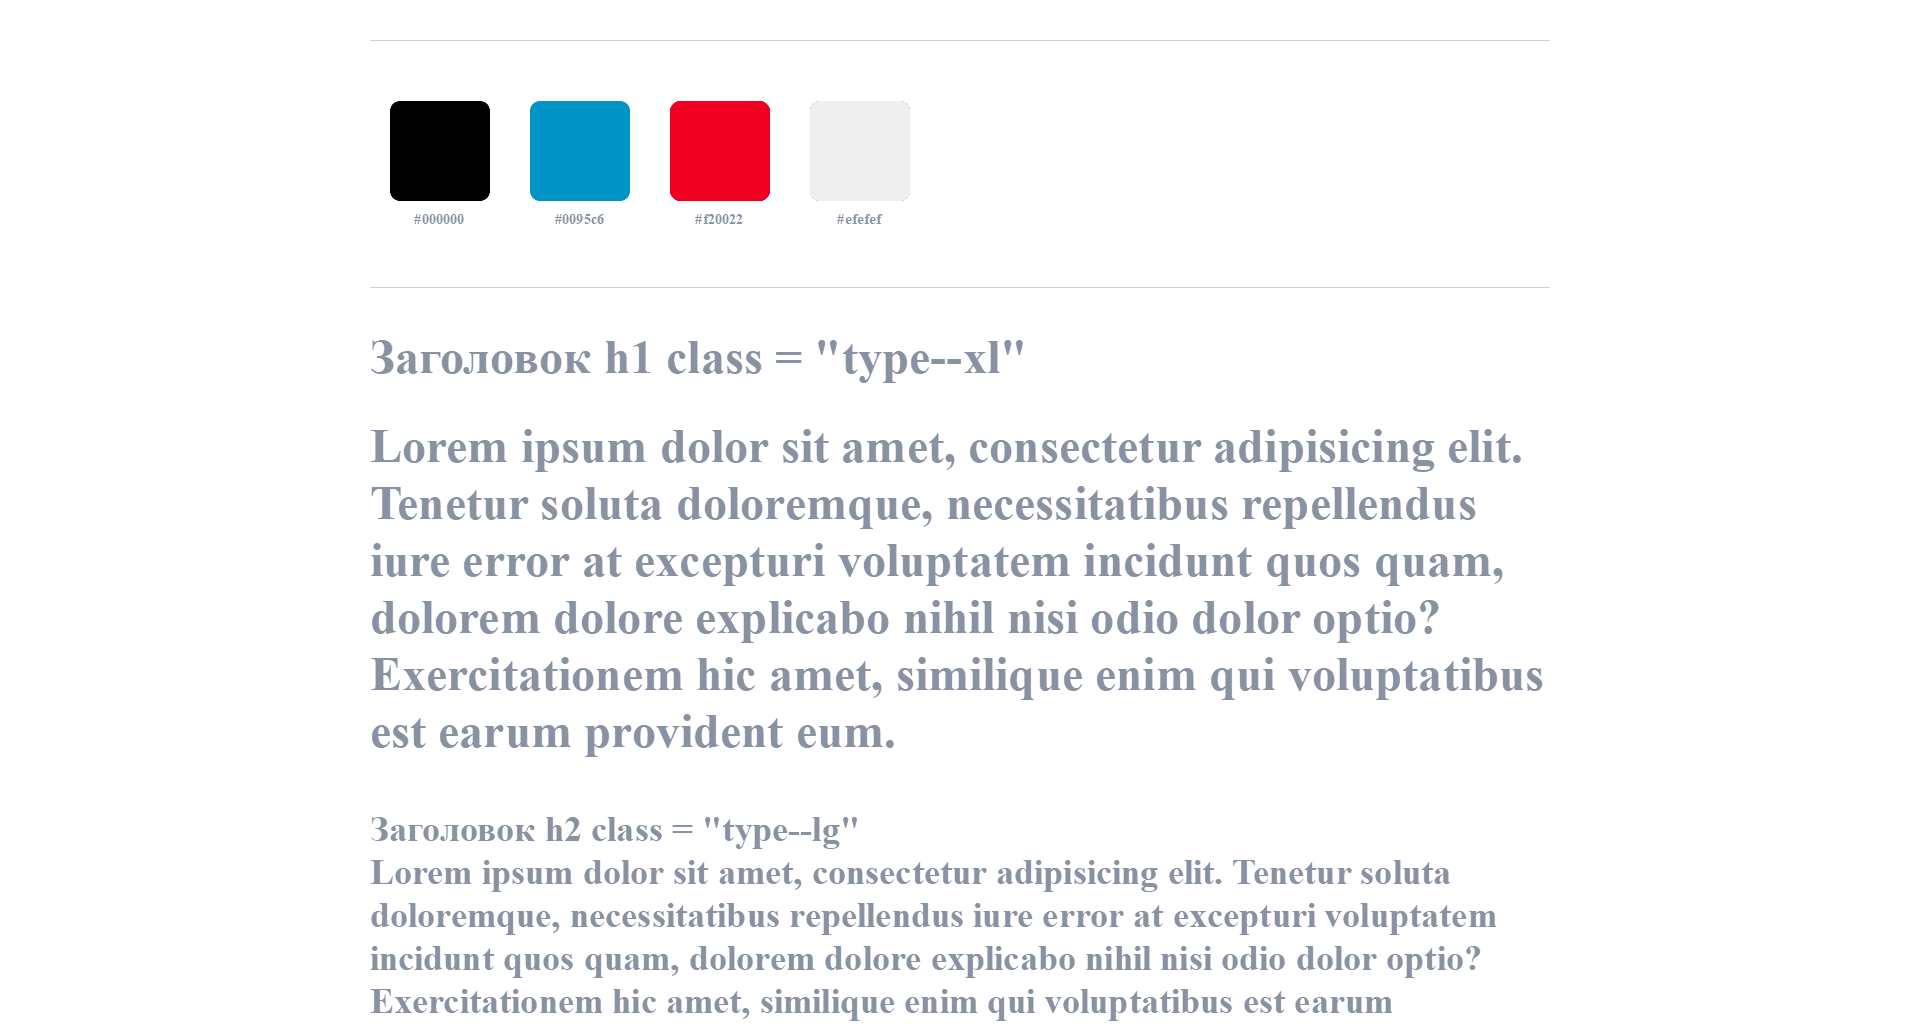 #000000 #0095c6 #f20022 #efefef
Заголовок h1 class = "type--xl"
Lorem ipsum dolor sit amet, consectetur adipisicing elit.
Tenetur soluta doloremque, necessitatibus repellendus
iure error at excepturi voluptatem incidunt quos quam,
dolorem dolore explicabo nihil nisi odio dolor optio?
Exercitationem hic amet, similique enim qui voluptatibus
est earum provident eum.
Заголовок h2 class = "type--lg"
Lorem ipsum dolor sit amet, consectetur adipisicing elit. Tenetur soluta
doloremque, necessitatibus repellendus iure error at excepturi voluptatem
incidunt quos quam, dolorem dolore explicabo nihil nisi odio dolor optio?
Exercitationem hic amet, similique enim qui voluptatibus est earum